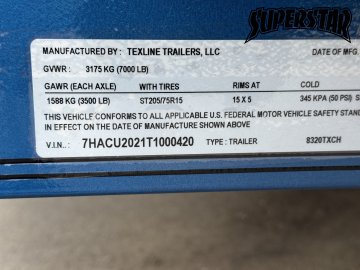 SUPERSTAR
MANUFACTURED BY : TEXLINE TRAILERS, LLC DATE OF MFG.
GVWR : 3175 KG (7000 LB)
GAWR (EACH AXLE) WITH TIRES RIMS AT COLD
1588 KG (3500 LB) ST205/75R15 15 X 5 345 KPA (50 PSI) S
THIS VEHICLE CONFORMS TO ALL APPLICABLE U.S. FEDERAL MOTOR VEHICLE SAFETY STAND
IN EFFECT ON THE DATE OF MANUFACTURE SHOWN ABOVE
V.I.N. : 7HACU2021T1000420 TYPE : TRAILER 8320TXCH